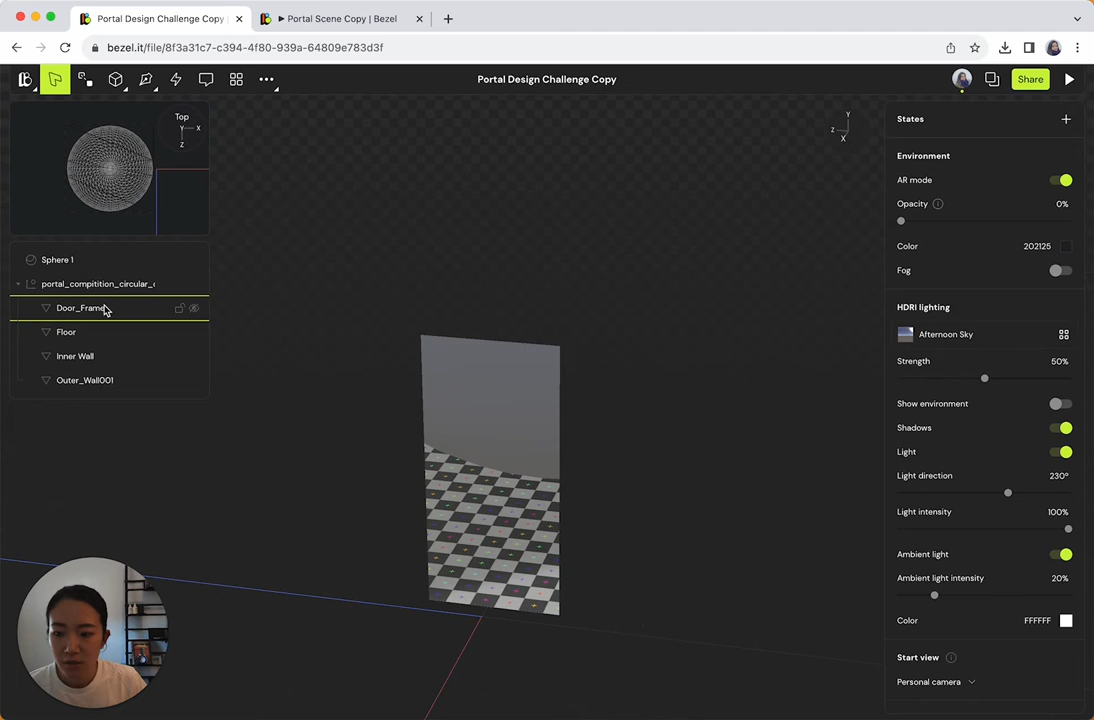 Portal Design Challenge Copy
▶ Portal Scene Copy | Bezel
bezel.it/file/8f3a31c7-c394-4f80-939a-64809e783d3f
Portal Design Challenge Copy
Share
Top
Y X
Z
Y
Z
X
Sphere 1
portal_compitition_circular_c
Door_Frame
Floor
Inner Wall
Outer_Wall001
States
Environment
AR mode
Opacity 0%
Color 202125
Fog
HDRI lighting
Afternoon Sky
Strength 50%
Show environment
Shadows
Light
Light direction 230°
Light intensity 100%
Ambient light
Ambient light intensity 20%
Color FFFFFF
Start view
Personal camera